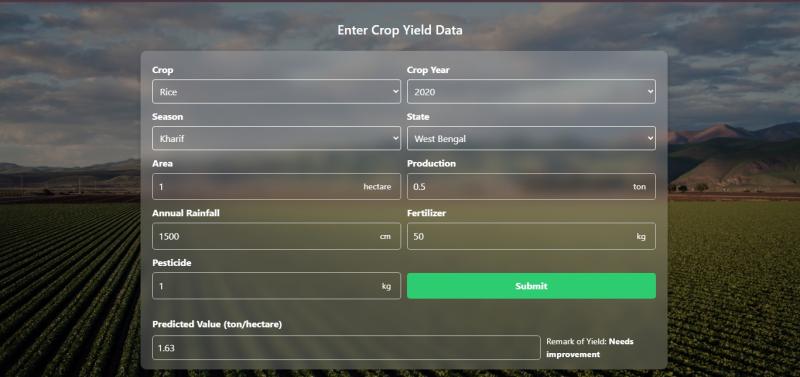 Enter Crop Yield Data
Crop
Crop Year
Rice
2020
Season
State
Kharif
West Bengal
Area
Production
1 hectare
0.5 ton
Annual Rainfall
Fertilizer
1500 cm
50 kg
Pesticide
1 kg
Submit
Predicted Value (ton/hectare)
1.63
Remark of Yield: Needs
improvement